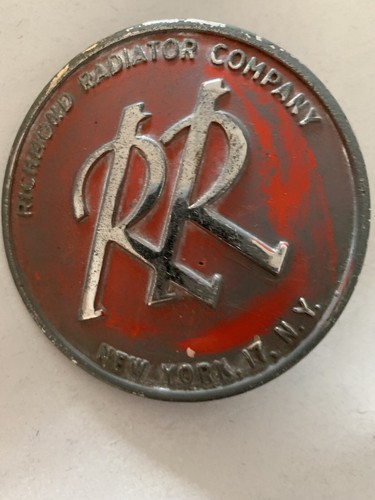 RICHMOND RADIATOR COMPANY
RR
NEW YORK, 17, N.Y.